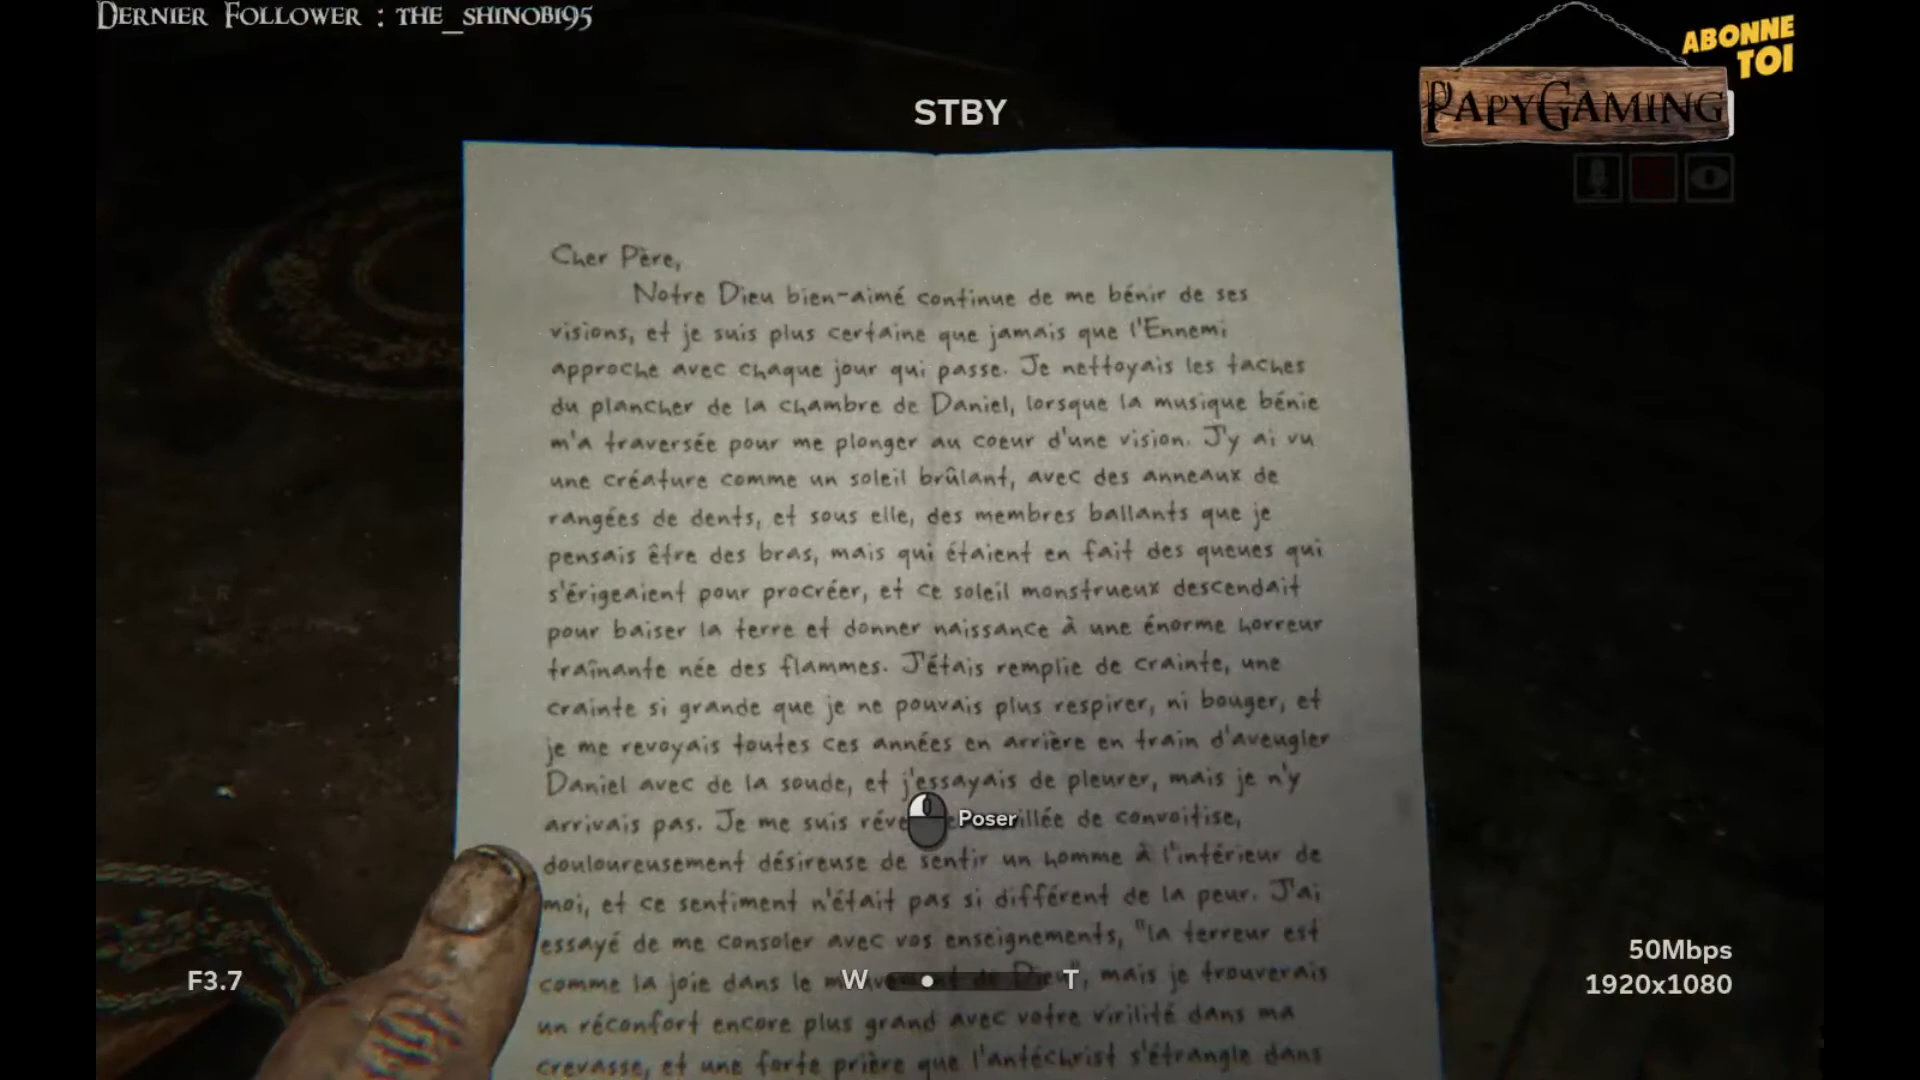 DERNIER FOLLOWER : THE_SHINOBI95
ABONNE
TOI
PAPYGAMING
STBY
Cher Père,
Notre Dieu bien-aimé continue de me bénir de ses
visions, et je suis plus certaine que jamais que l'Ennemi
approche avec chaque jour qui passe. Je nettoyais les taches
du plancher de la chambre de Daniel, lorsque la musique bénie
m'a traversée pour me plonger au coeur d'une vision. J'y ai vu
une créature comme un soleil brûlant, avec des anneaux de
rangées de dents, et sous elle, des membres ballants que je
pensais être des bras, mais qui étaient en fait des queues qui
s'érigeaient pour procréer, et ce soleil monstrueux descendait
pour baiser la terre et donner naissance à une énorme horreur
traînante née des flammes. J'étais remplie de crainte, une
crainte si grande que je ne pouvais plus respirer, ni bouger, et
je me revoyais toutes ces années en arrière en train d'aveugler
Daniel avec de la soude, et j'essayais de pleurer, mais je n'y
arrivais pas. Je me suis de convoitise,
Poser
douloureusement désireuse de sentir un homme à l'intérieur de
moi, et ce sentiment n'était pas si différent de la peur. J'ai
essayé de me consoler avec vos enseignements, "la terreur est
comme la joie dans le de Dieu", mais je trouverais
un réconfort encore plus grand avec votre virilité dans ma
crevasse, et une forte prière que l'antéchrist s'étrangle dans
F3.7
W T
50Mbps
1920x1080